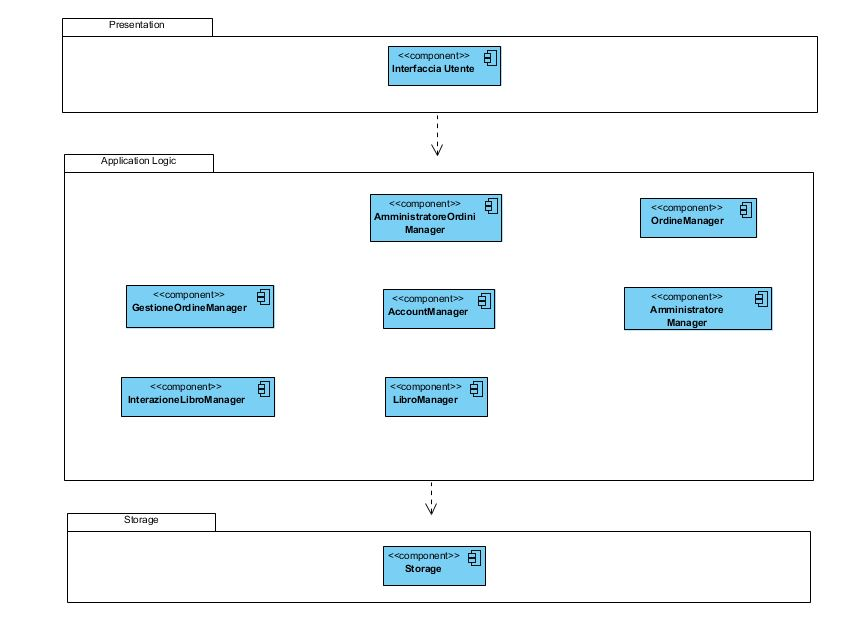 Presentation
<<component>>
Interfaccia Utente
Application Logic
<<component>>
AmministratoreOrdini
Manager
<<component>>
OrdineManager
<<component>>
GestioneOrdineManager
<<component>>
AccountManager
<<component>>
Amministratore
Manager
<<component>>
InterazioneLibroManager
<<component>>
LibroManager
Storage
<<component>>
Storage